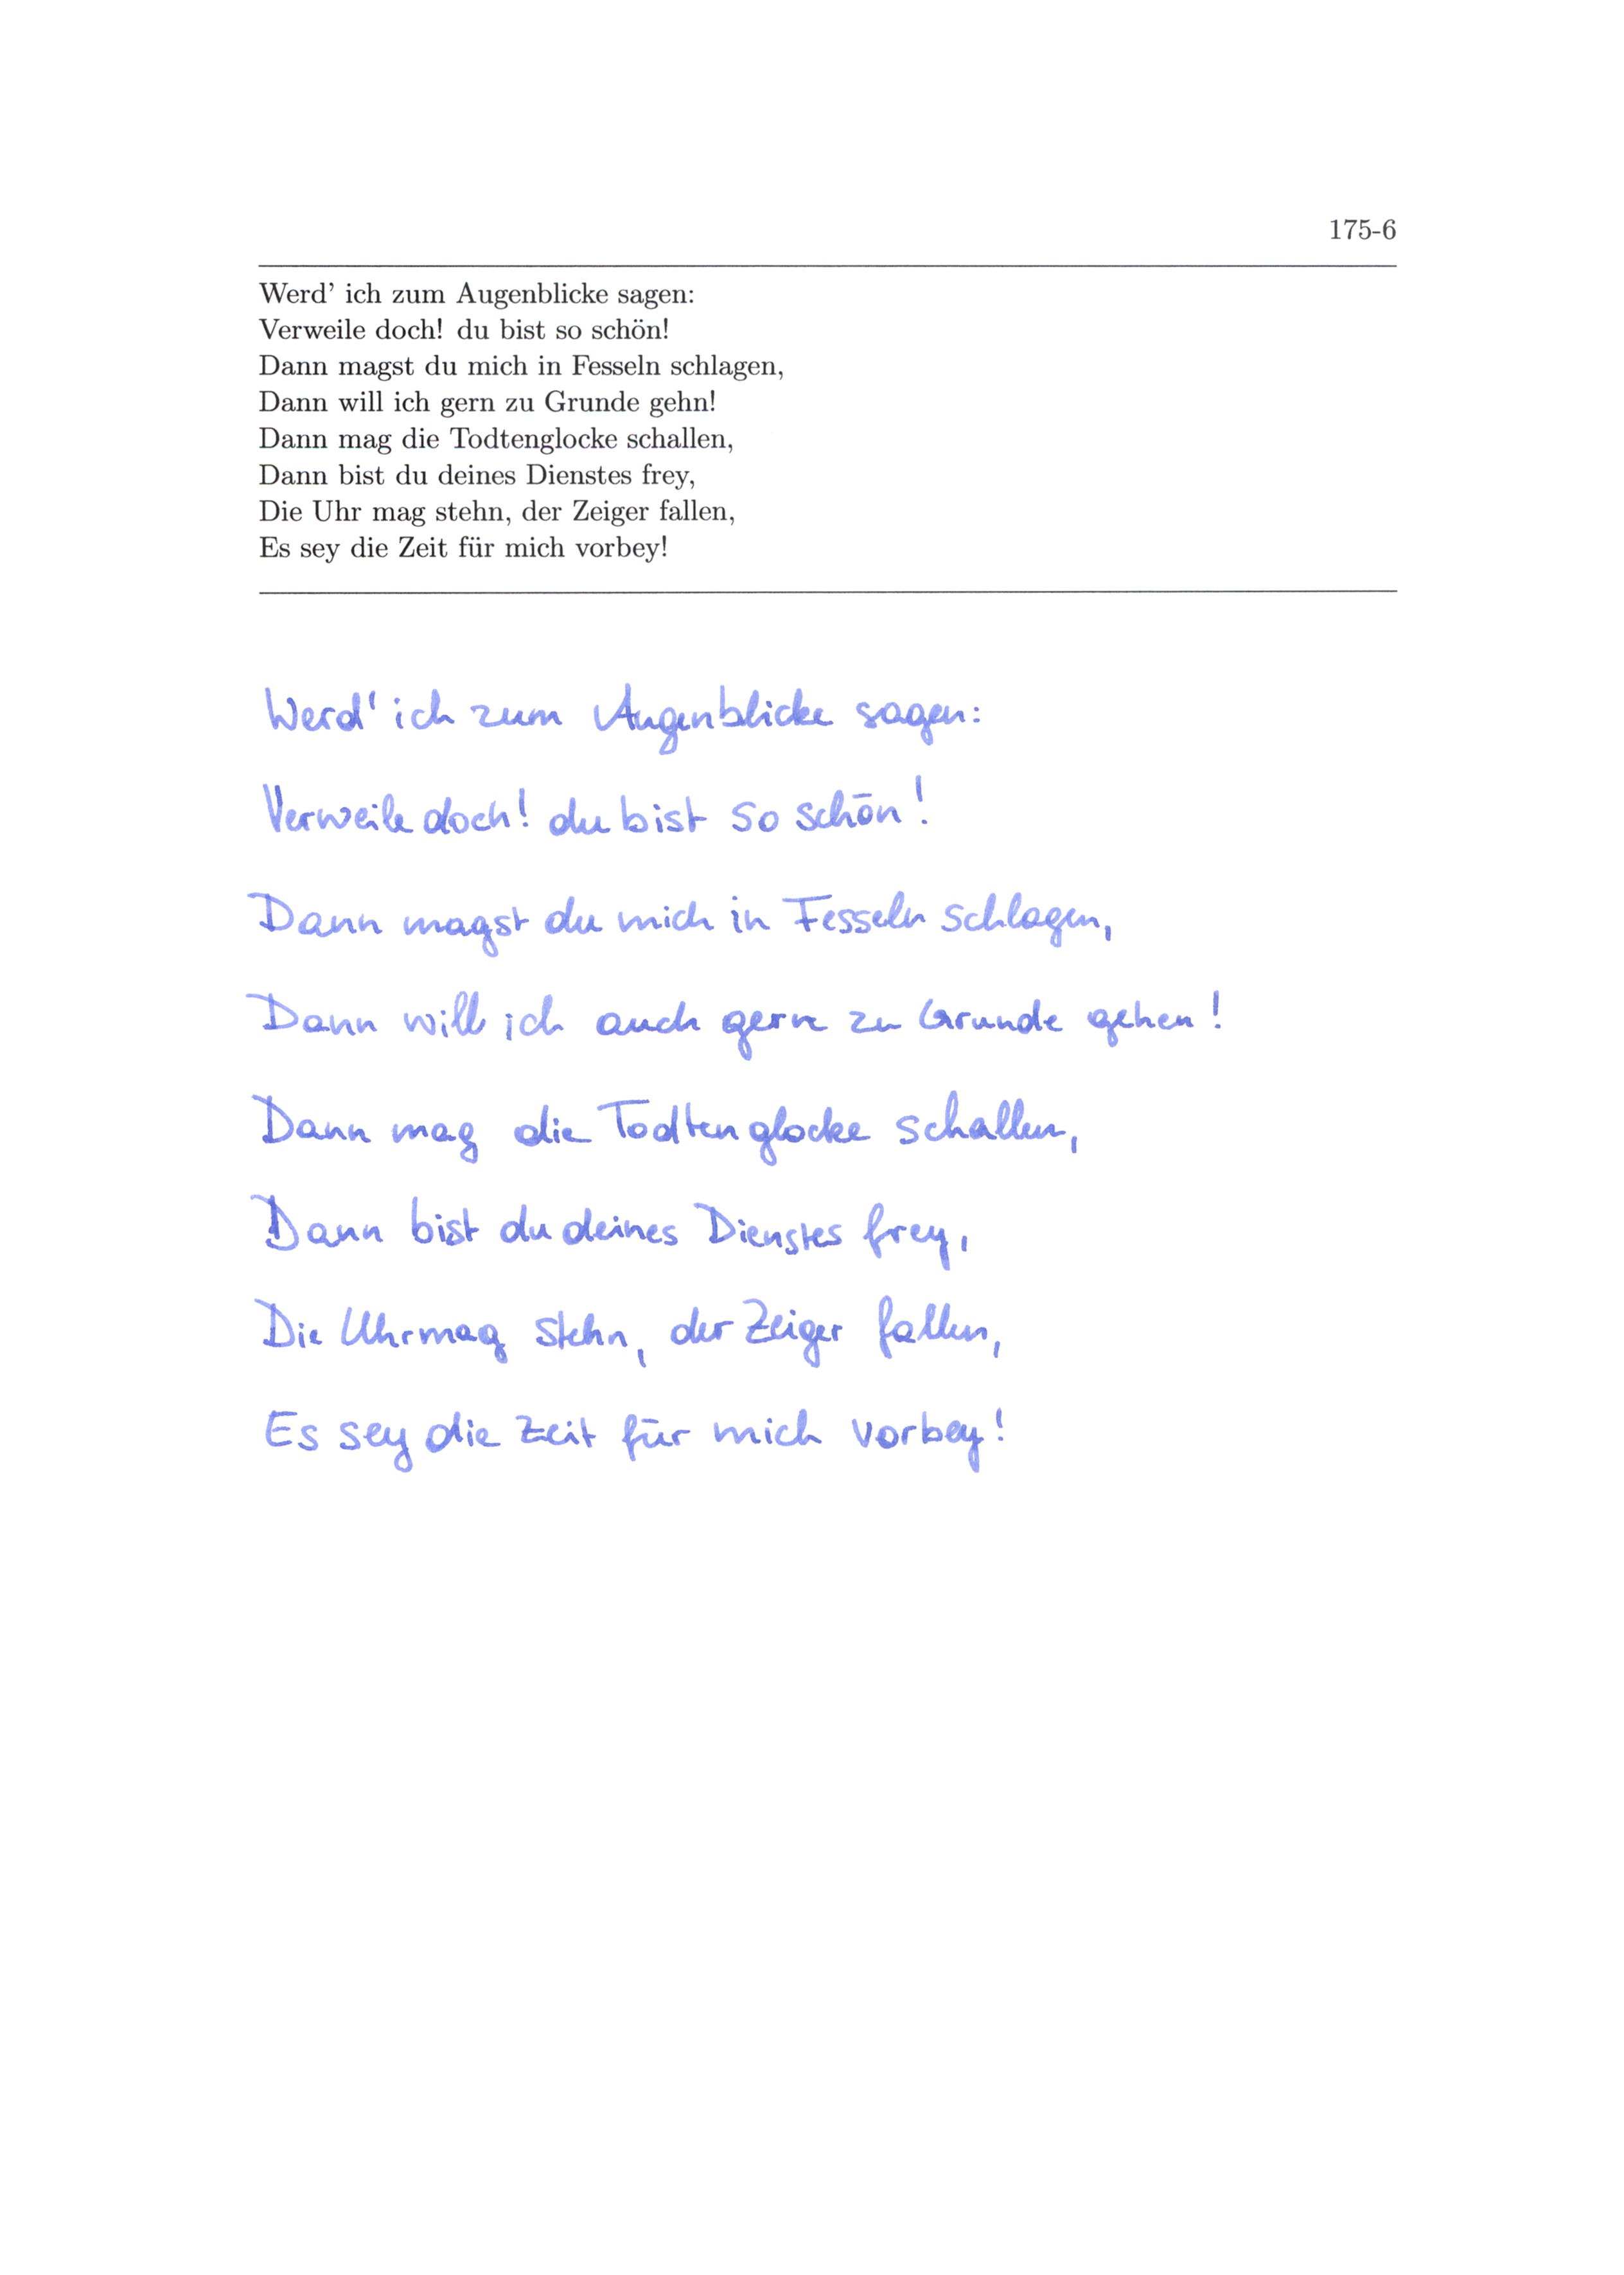 175-6
Werd' ich zum Augenblicke sagen:
Verweile doch! du bist so schön!
Dann magst du mich in Fesseln schlagen,
Dann will ich gern zu Grunde gehn!
Dann mag die Todtenglocke schallen,
Dann bist du deines Dienstes frey,
Die Uhr mag stehn, der Zeiger fallen,
Es sey die Zeit für mich vorbey!
Werd' ich zum Augenblicke sagen:
Verweile doch! du bist so schön!
Dann magst du mich in Fesseln schlagen,
Dann will ich auch gern zu Grunde gehen!
Dann mag die Todtenglocke schallen,
Dann bist du deines Dienstes frey,
Die Uhr mag stehn, der Zeiger fallen,
Es sey die Zeit für mich vorbey!